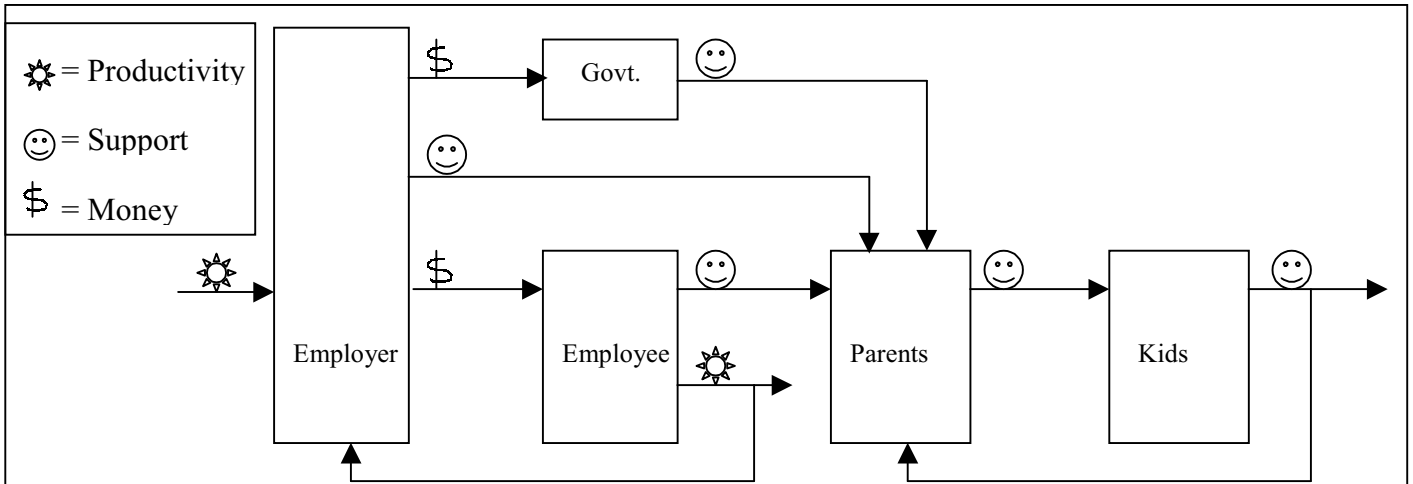 = Productivity
= Support
$ = Money
$
Govt.
$
Employer
Employee
Parents
Kids